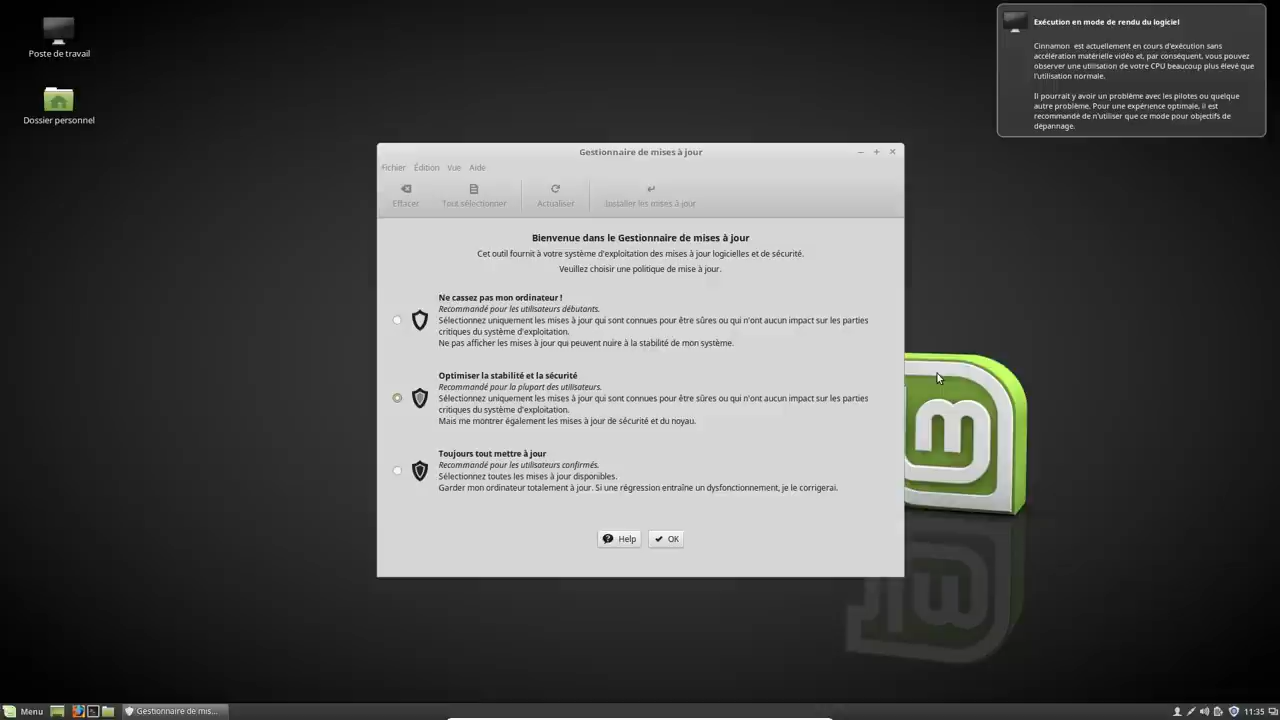 Poste de travail
Dossier personnel
Exécution en mode de rendu du logiciel
Cinnamon est actuellement en cours d'exécution sans
accélération matérielle vidéo et, par conséquent, vous pouvez
observer une utilisation de votre CPU beaucoup plus élevé que
l'utilisation normale.
Il pourrait y avoir un problème avec les pilotes ou quelque
autre problème. Pour une expérience optimale, il est
recommandé de n'utiliser que ce mode pour objectifs de
dépannage.
Gestionnaire de mises à jour
Fichier Édition Vue Aide
Effacer Tout sélectionner Actualiser Installer les mises à jour
Bienvenue dans le Gestionnaire de mises à jour
Cet outil fournit à votre système d'exploitation des mises à jour logicielles et de sécurité.
Veuillez choisir une politique de mise à jour.
Ne cassez pas mon ordinateur !
Recommandé pour les utilisateurs débutants.
Sélectionnez uniquement les mises à jour qui sont connues pour être sûres ou qui n'ont aucun impact sur les parties
critiques du système d'exploitation.
Ne pas afficher les mises à jour qui peuvent nuire à la stabilité de mon système.
Optimiser la stabilité et la sécurité
Recommandé pour la plupart des utilisateurs.
Sélectionnez uniquement les mises à jour qui sont connues pour être sûres ou qui n'ont aucun impact sur les parties
critiques du système d'exploitation.
Mais me montrer également les mises à jour de sécurité et du noyau.
Toujours tout mettre à jour
Recommandé pour les utilisateurs confirmés.
Sélectionnez toutes les mises à jour disponibles.
Garder mon ordinateur totalement à jour. Si une régression entraîne un dysfonctionnement, je le corrigerai.
Help OK
Menu Gestionnaire de mis... 11:35